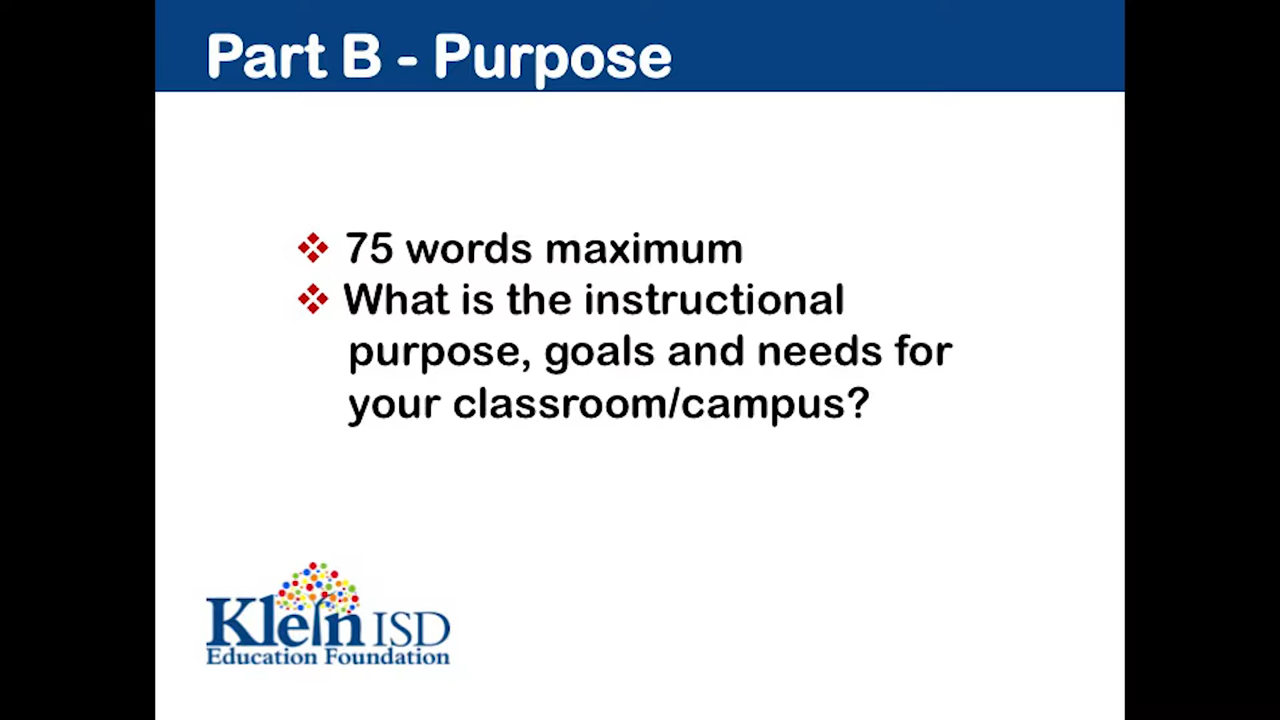 Part B - Purpose
❖ 75 words maximum
❖ What is the instructional
purpose, goals and needs for
your classroom/campus?
Klein ISD
Education Foundation